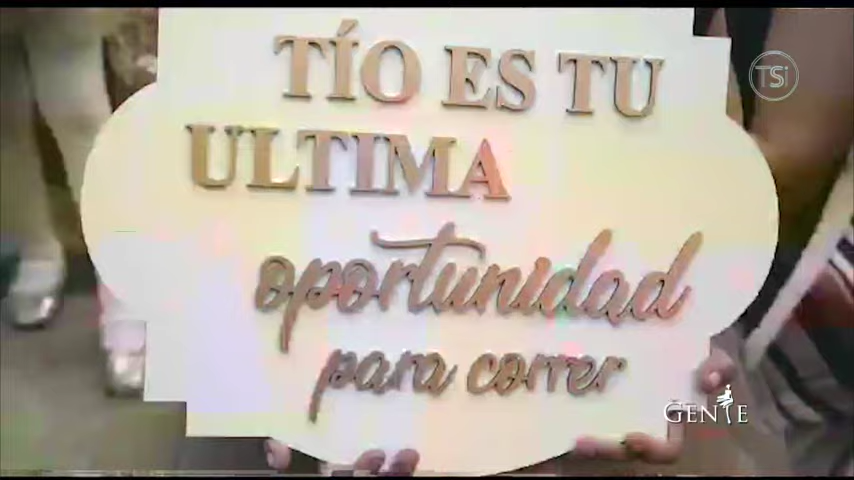 TSi
TÍO ES TU
ULTIMA
oportunidad
para correr
GENTE